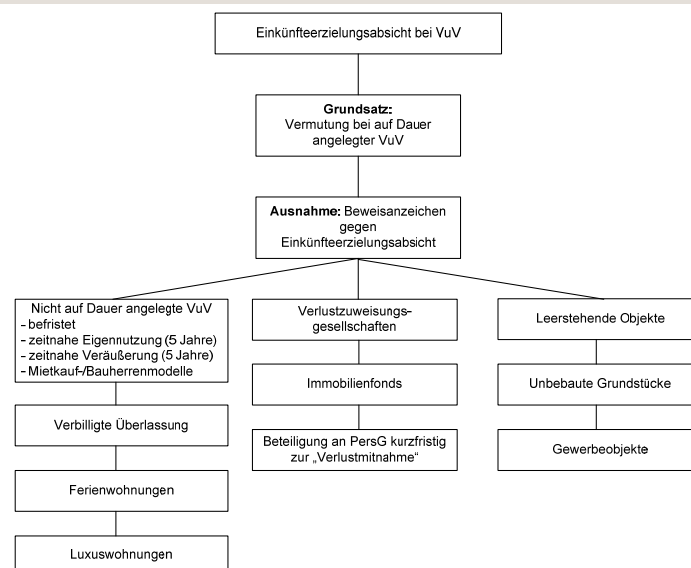 Einkünfteerzielungsabsicht bei VuV
Grundsatz:
Vermutung bei auf Dauer
angelegter VuV
Ausnahme: Beweisanzeichen
gegen
Einkünfteerzielungsabsicht
Nicht auf Dauer angelegte VuV
- befristet
- zeitnahe Eigennutzung (5 Jahre)
- zeitnahe Veräußerung (5 Jahre)
- Mietkauf-/Bauherrenmodelle
Verbilligte Überlassung
Ferienwohnungen
Luxuswohnungen
Verlustzuweisungs-
gesellschaften
Immobilienfonds
Beteiligung an PersG kurzfristig
zur „Verlustmitnahme“
Leerstehende Objekte
Unbebaute Grundstücke
Gewerbeobjekte